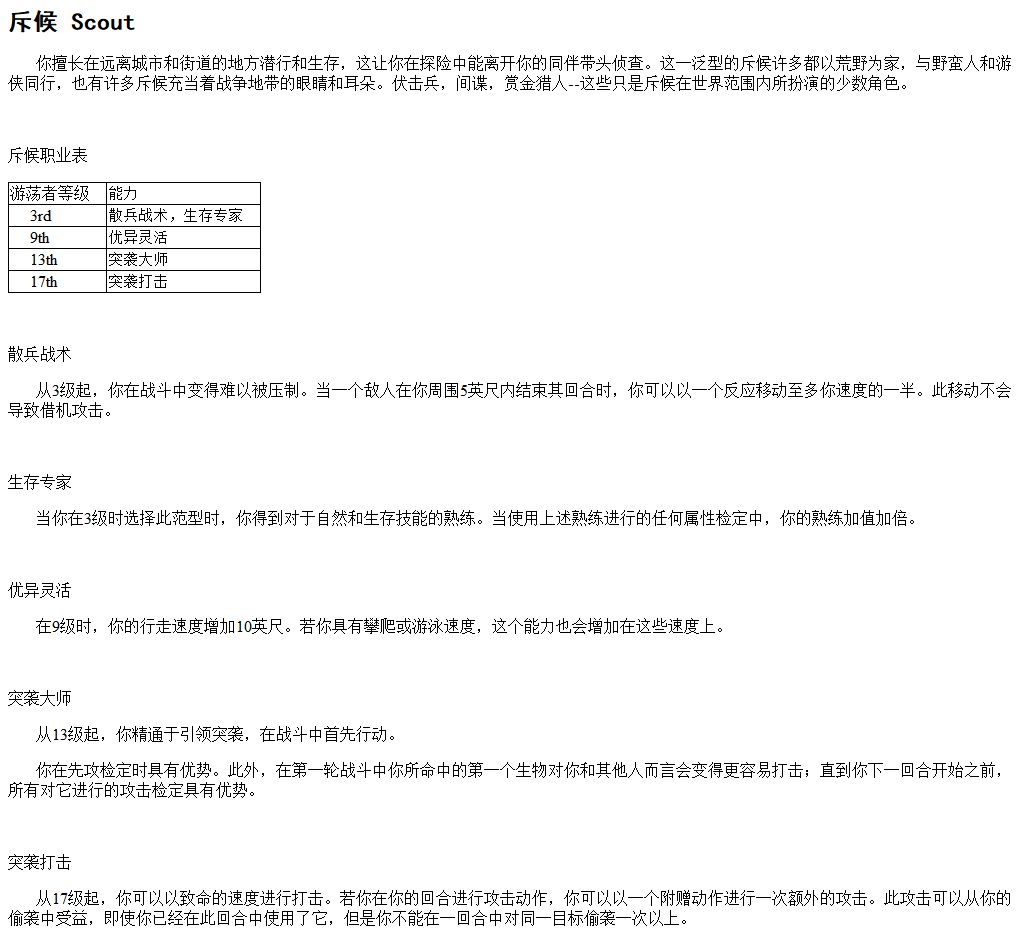 斥候 Scout
你擅长在远离城市和街道的地方潜行和生存，这让你在探险中能离开你的同伴带头侦查。这一泛型的斥候许多都以荒野为家，与野蛮人和游
侠同行，也有许多斥候充当着战争地带的眼睛和耳朵。伏击兵，间谍，赏金猎人--这些只是斥候在世界范围内所扮演的少数角色。
斥候职业表
游荡者等级 能力
3rd 散兵战术，生存专家
9th 优异灵活
13th 突袭大师
17th 突袭打击
散兵战术
从3级起，你在战斗中变得难以被压制。当一个敌人在你周围5英尺内结束其回合时，你可以以一个反应移动至多你速度的一半。此移动不会
导致借机攻击。
生存专家
当你在3级时选择此范型时，你得到对于自然和生存技能的熟练。当使用上述熟练进行的任何属性检定中，你的熟练加值加倍。
优异灵活
在9级时，你的行走速度增加10英尺。若你具有攀爬或游泳速度，这个能力也会增加在这些速度上。
突袭大师
从13级起，你精通于引领突袭，在战斗中首先行动。
你在先攻检定时具有优势。此外，在第一轮战斗中你所命中的第一个生物对你和其他人而言会变得更容易打击；直到你下一回合开始之前，
所有对它进行的攻击检定具有优势。
突袭打击
从17级起，你可以以致命的速度进行打击。若你在你的回合进行攻击动作，你可以以一个附赠动作进行一次额外的攻击。此攻击可以从你的
偷袭中受益，即使你已经在此回合中使用了它，但是你不能在一回合中对同一目标偷袭一次以上。